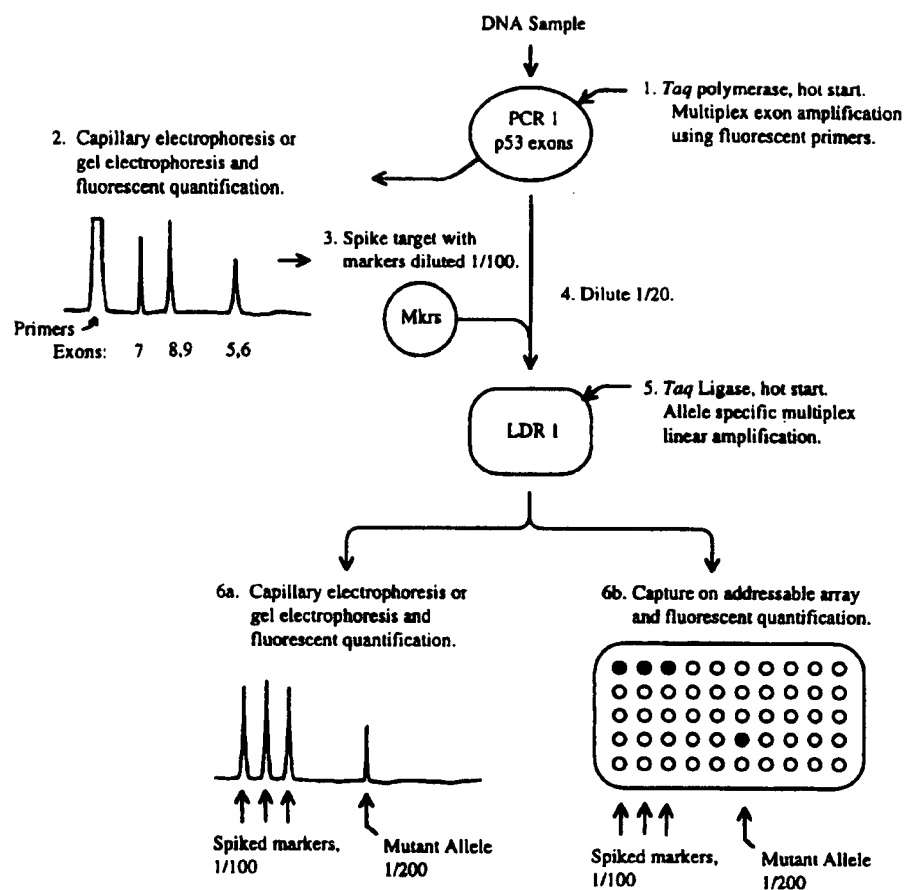 DNA Sample
1. Taq polymerase, hot start.
Multiplex exon amplification
using fluorescent primers.
PCR 1
p53 exons
2. Capillary electrophoresis or
gel electrophoresis and
fluorescent quantification.
3. Spike target with
markers diluted 1/100.
4. Dilute 1/20.
Mkrs
Primers
Exons: 7 8,9 5,6
5. Taq Ligase, hot start.
Allele specific multiplex
linear amplification.
LDR 1
6a. Capillary electrophoresis or
gel electrophoresis and
fluorescent quantification.
6b. Capture on addressable array
and fluorescent quantification.
Spiked markers,
1/100
Mutant Allele
1/200
Spiked markers,
1/100
Mutant Allele
1/200